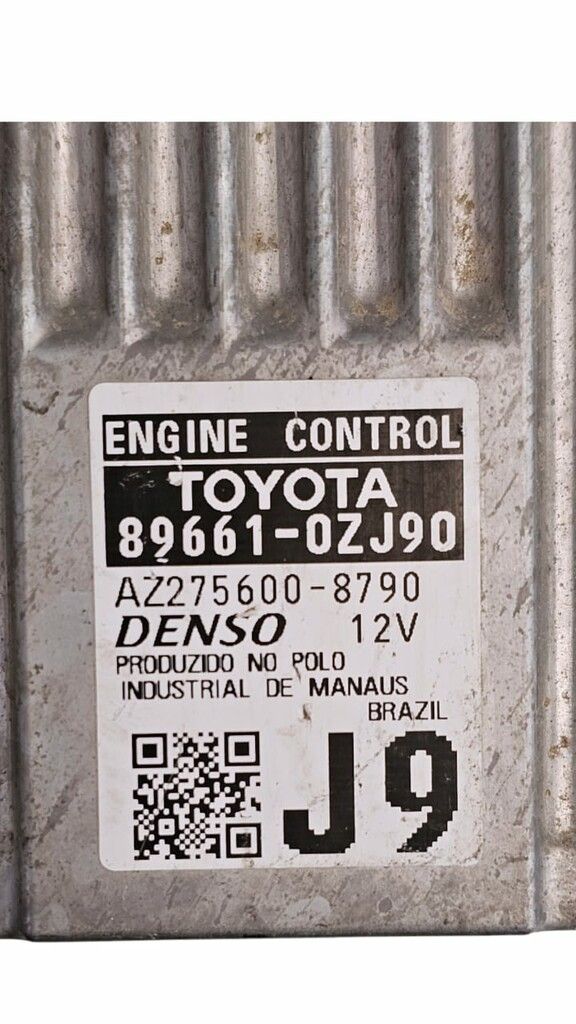 ENGINE CONTROL
TOYOTA
89661-0ZJ90
AZ275600-8790
DENSO 12V
PRODUZIDO NO POLO
INDUSTRIAL DE MANAUS
BRAZIL
J9